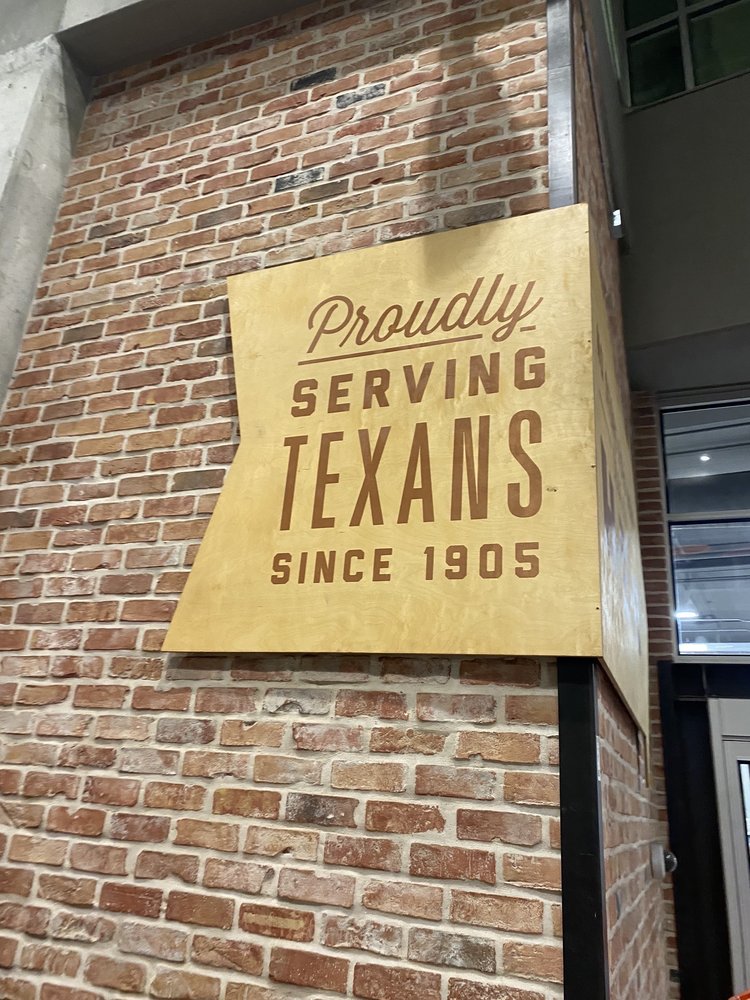 Proudly
SERVING
TEXANS
SINCE 1905